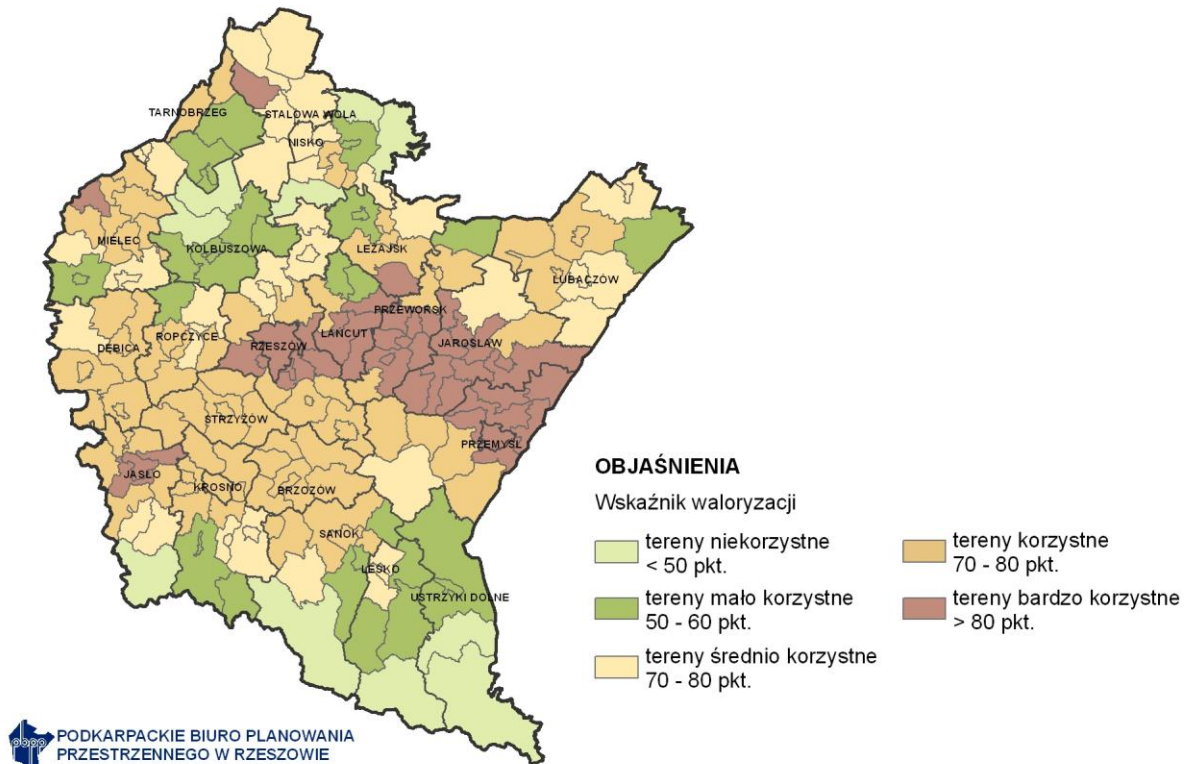 TARNOBRZEG
STALOWA WOLA
NISKO
MIELEC
KOLBUSZOWA
LEŻAJSK
LUBACZÓW
PRZEWORSK
ROPCZYCE
DĘBICA
RZESZÓW
ŁAŃCUT
JAROSŁAW
STRZYŻÓW
PRZEMYŚL
JASŁO
KROSNO
BRZOZÓW
SANOK
LESKO
USTRZYKI DOLNE
OBJAŚNIENIA
Wskaźnik waloryzacji
tereny niekorzystne
< 50 pkt.
tereny mało korzystne
50 - 60 pkt.
tereny średnio korzystne
70 - 80 pkt.
tereny korzystne
70 - 80 pkt.
tereny bardzo korzystne
> 80 pkt.
PODKARPACKIE BIURO PLANOWANIA
PRZESTRZENNEGO W RZESZOWIE